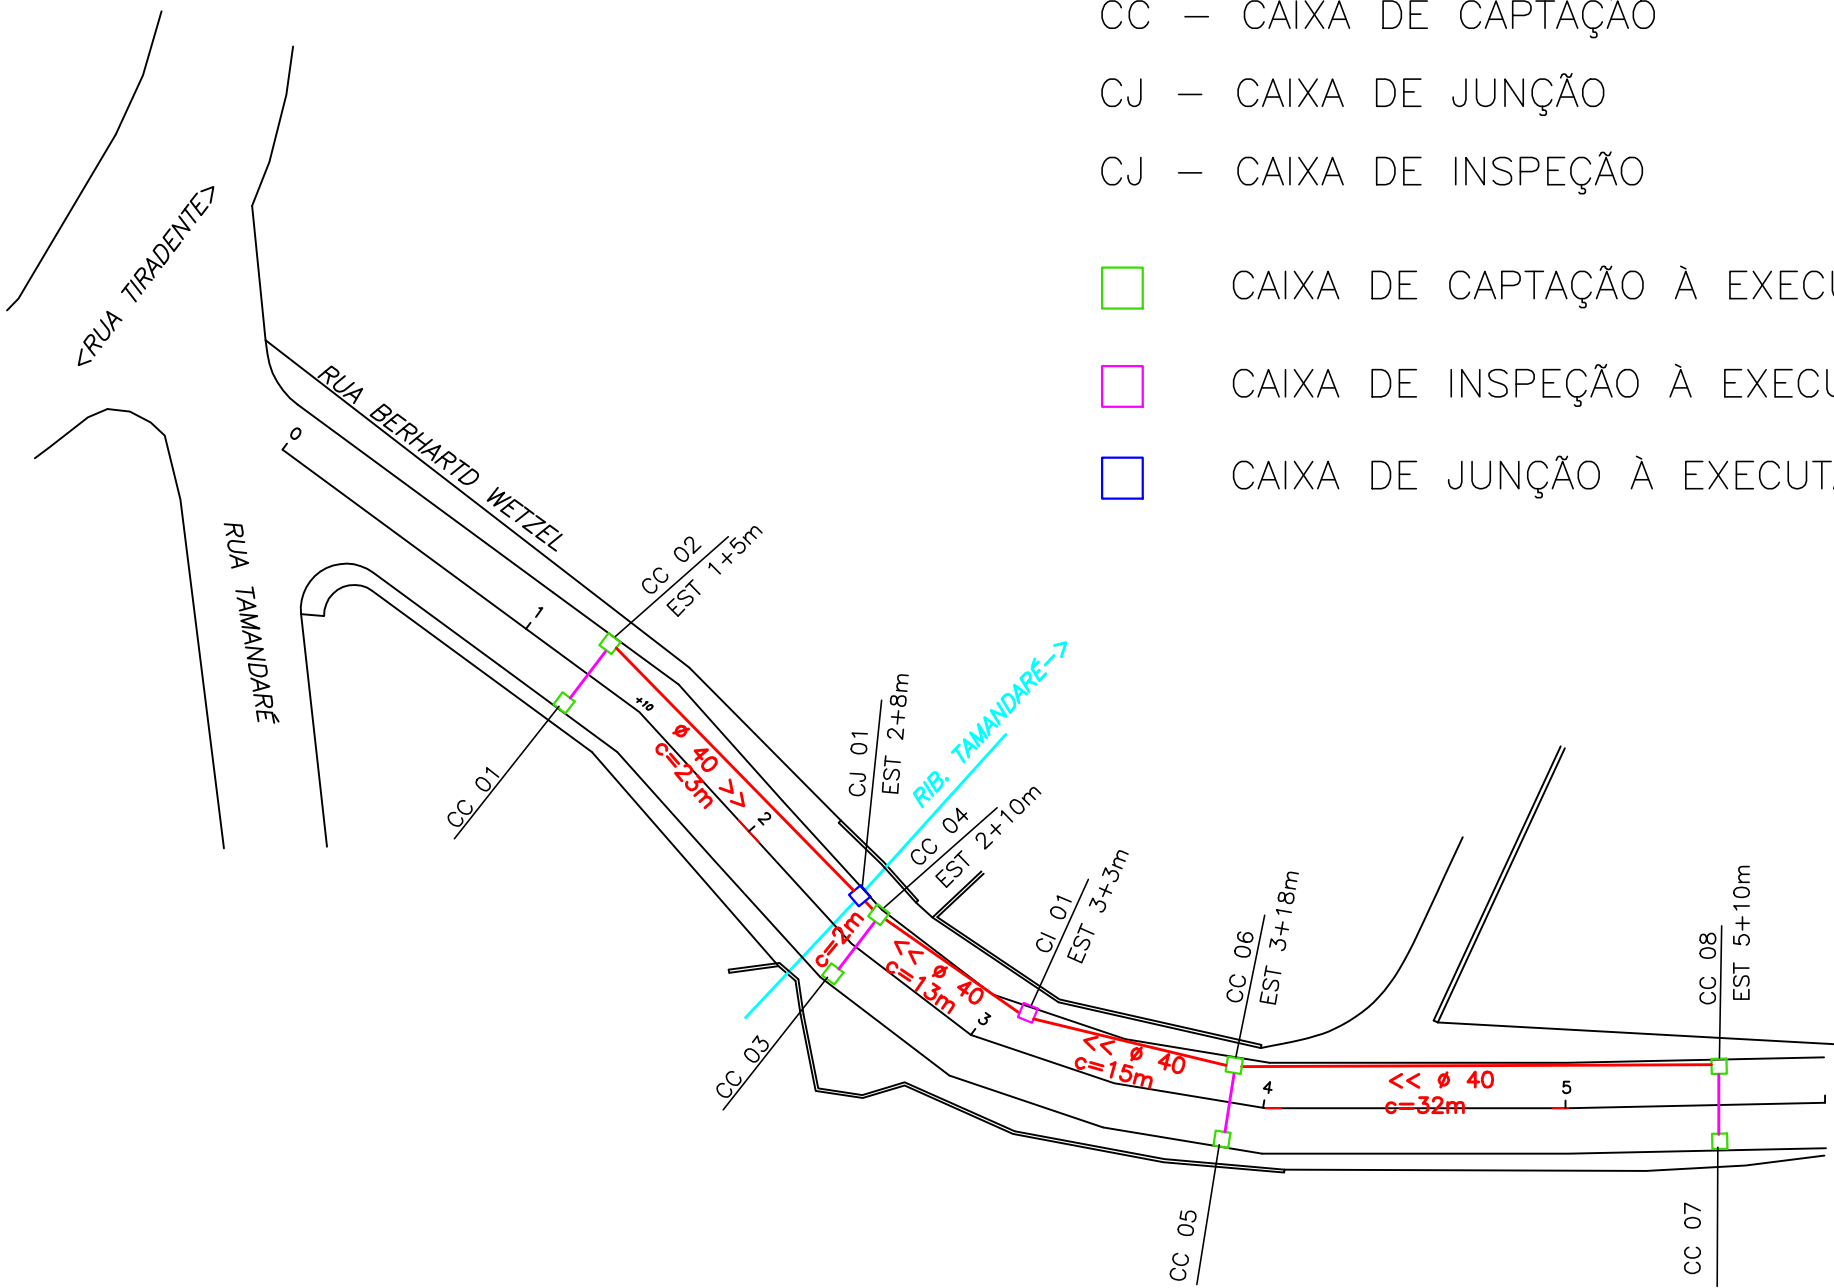 CC – CAIXA DE CAPTAÇÃO
CJ – CAIXA DE JUNÇÃO
CJ – CAIXA DE INSPEÇÃO
CAIXA DE CAPTAÇÃO À EXECU
CAIXA DE INSPEÇÃO À EXECU
CAIXA DE JUNÇÃO À EXECUT
<RUA TIRADENTE>
RUA BERHARTD WETZEL
RUA TAMANDARÉ
0
1
+10
2
3
4
5
CC 02
EST 1+5m
CC 01
ø 40 >>
c=23m
CJ 01
EST 2+8m
RIB. TAMANDARÉ->
CC 04
EST 2+10m
c=2m
CC 03
<< ø 40
c=13m
CI 01
EST 3+3m
<< ø 40
c=15m
CC 06
EST 3+18m
CC 05
<< ø 40
c=32m
CC 08
EST 5+10m
CC 07